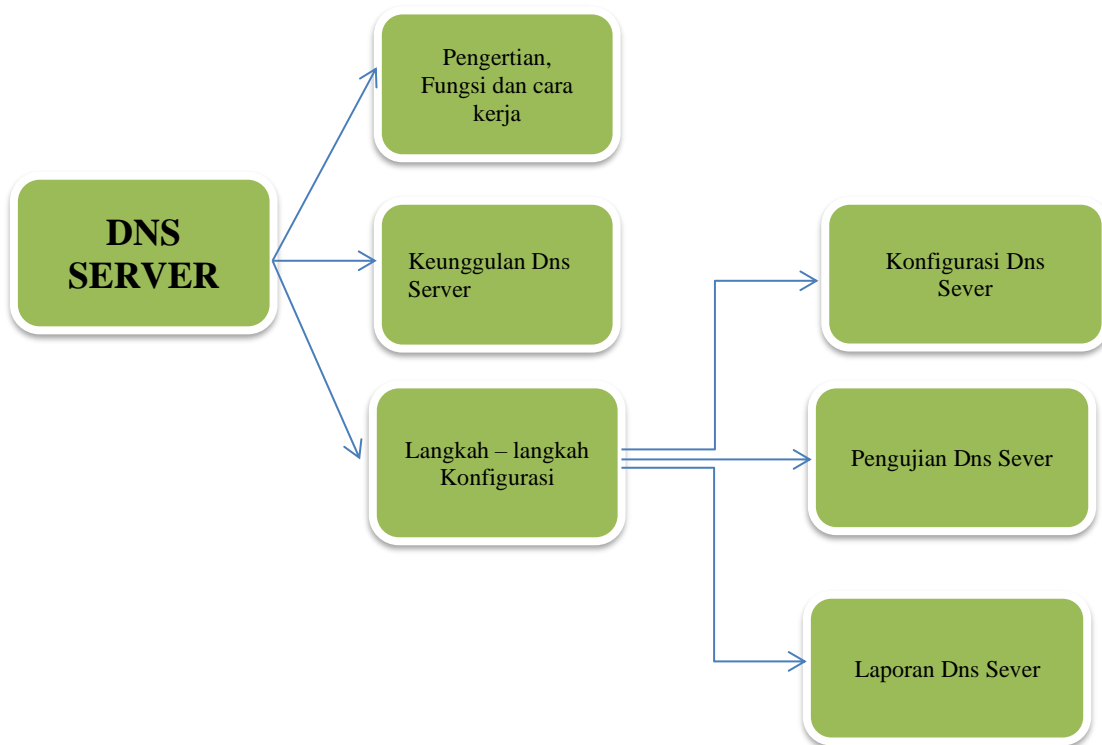 Pengertian,
Fungsi dan cara
kerja
DNS
SERVER
Keunggulan Dns
Server
Konfigurasi Dns
Sever
Langkah – langkah
Konfigurasi
Pengujian Dns Sever
Laporan Dns Sever